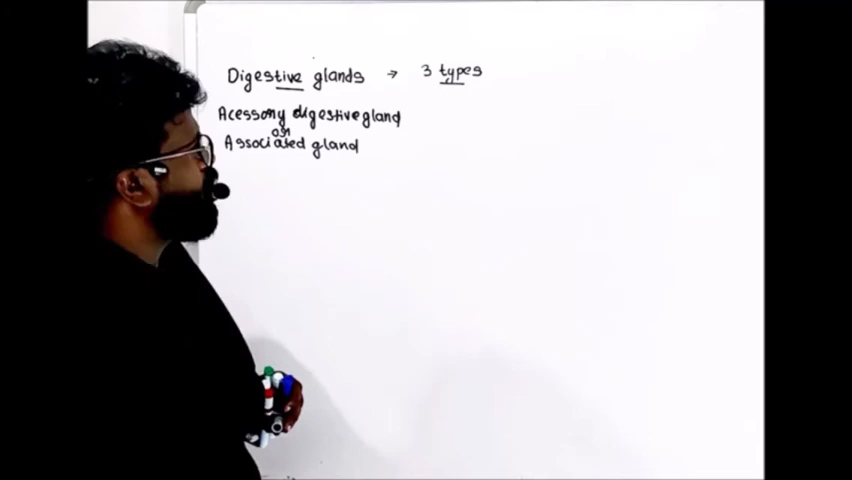 Digestive glands → 3 types
Acessory digestive gland
or
Associated gland